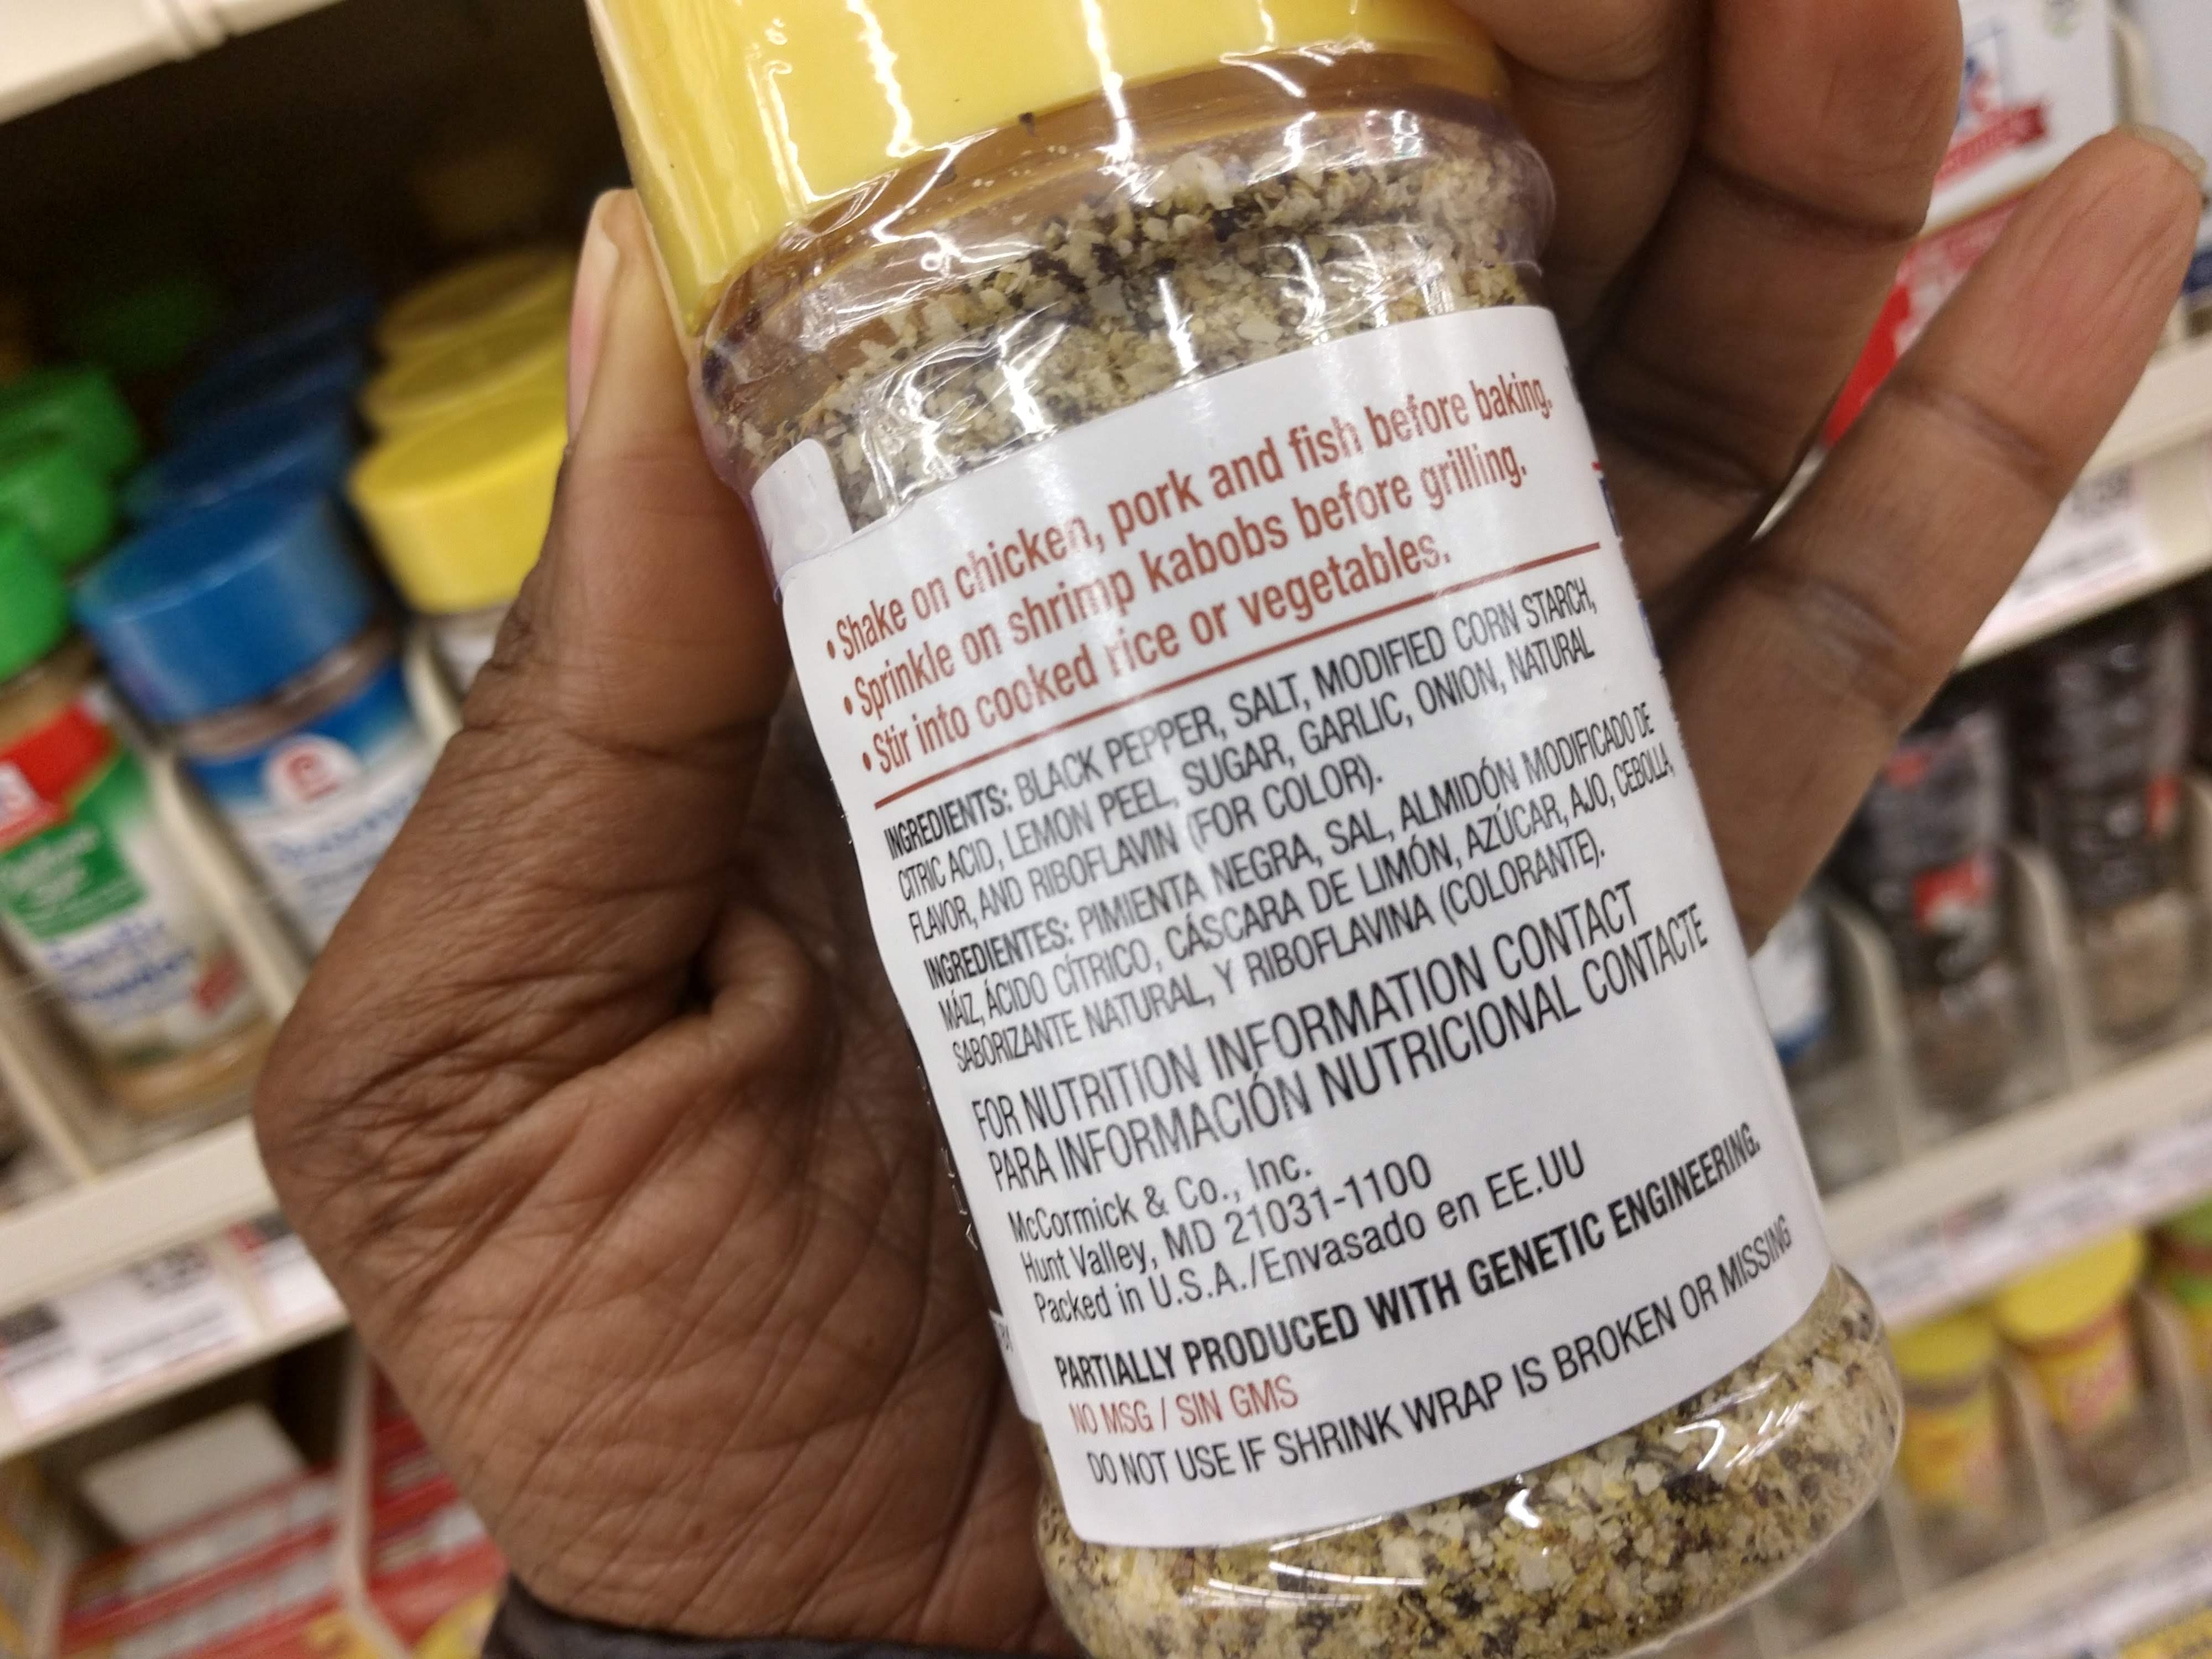 • Shake on chicken, pork and fish before baking.
• Sprinkle on shrimp kabobs before grilling.
• Stir into cooked rice or vegetables.
INGREDIENTS: BLACK PEPPER, SALT, MODIFIED CORN STARCH,
CITRIC ACID, LEMON PEEL, SUGAR, GARLIC, ONION, NATURAL
FLAVOR, AND RIBOFLAVIN (FOR COLOR).
INGREDIENTES: PIMIENTA NEGRA, SAL, ALMIDÓN MODIFICADO DE
MÁIZ, ÁCIDO CÍTRICO, CÁSCARA DE LIMÓN, AZÚCAR, AJO, CEBOLLA,
SABORIZANTE NATURAL, Y RIBOFLAVINA (COLORANTE).
FOR NUTRITION INFORMATION CONTACT
PARA INFORMACIÓN NUTRICIONAL CONTACTE
McCormick & Co., Inc.
Hunt Valley, MD 21031-1100
Packed in U.S.A./Envasado en EE.UU
PARTIALLY PRODUCED WITH GENETIC ENGINEERING.
NO MSG / SIN GMS
DO NOT USE IF SHRINK WRAP IS BROKEN OR MISSING